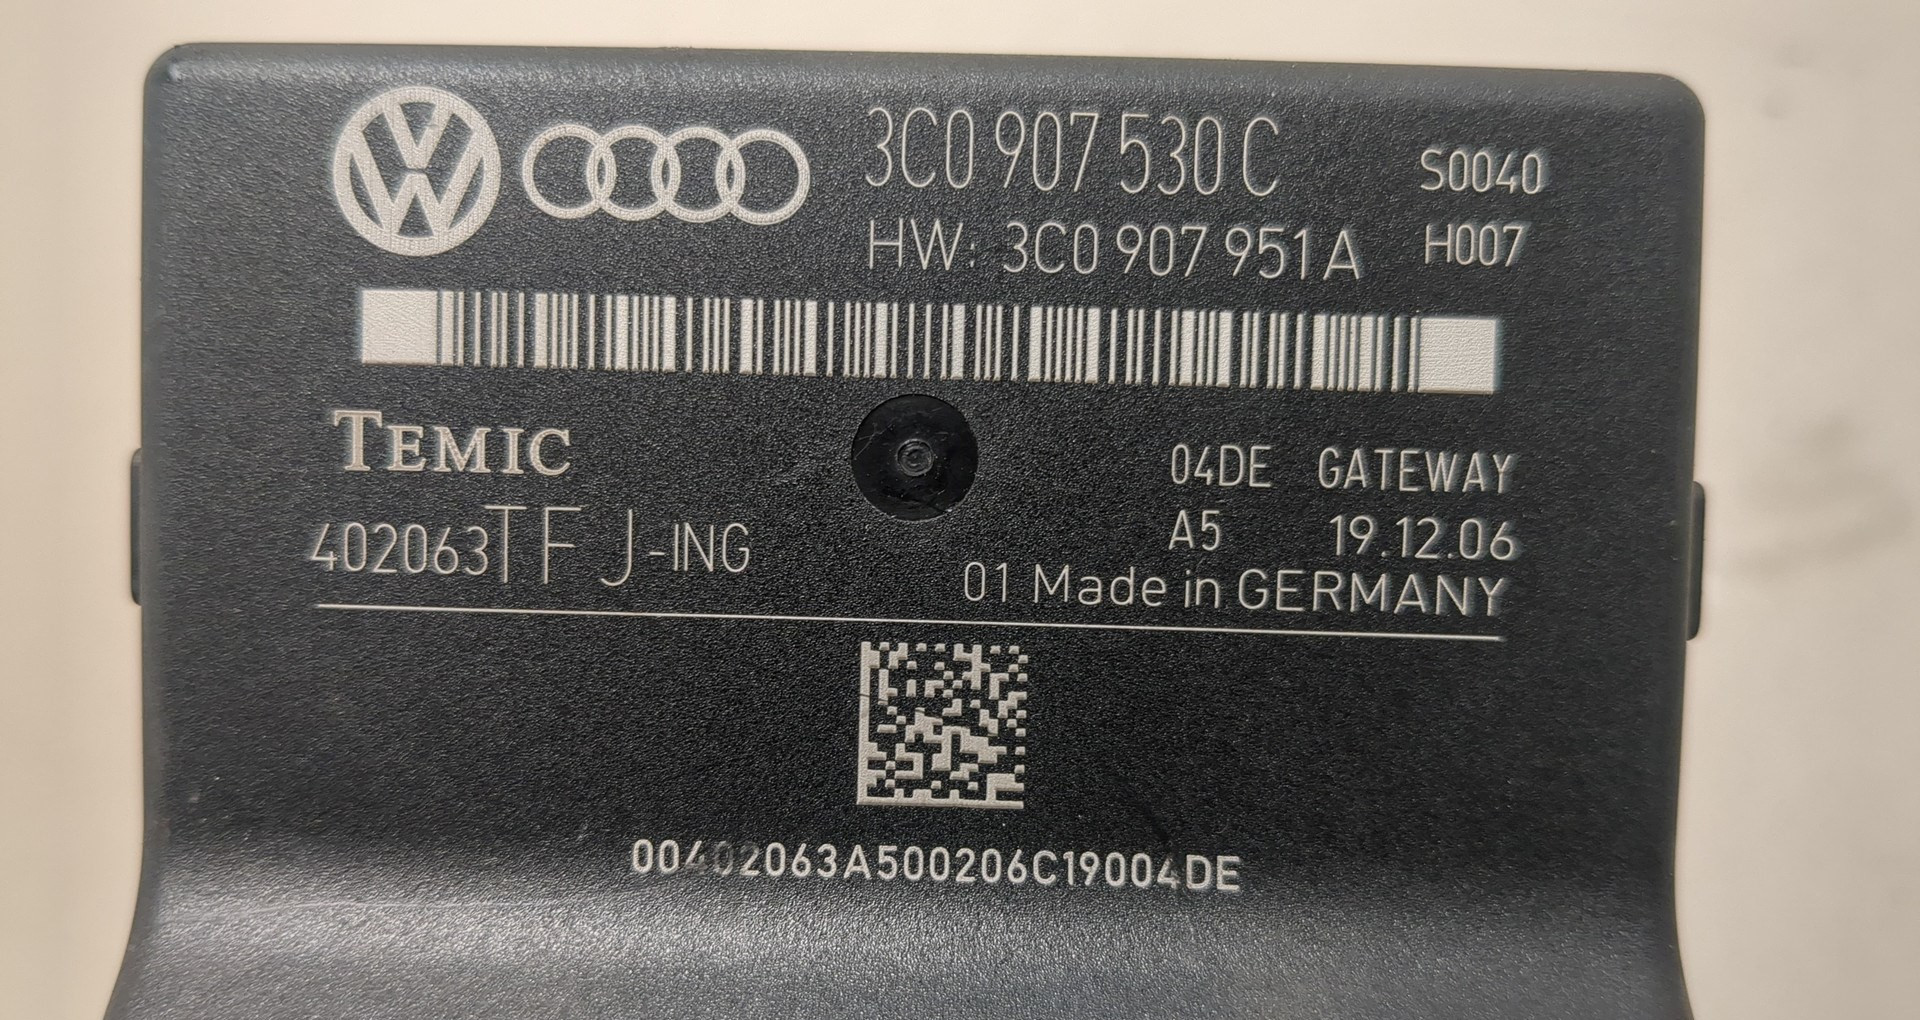 3C0 907 530 C S0040
HW: 3C0 907 951 A H007
TEMIC 04DE GATEWAY
402063TFJ-ING A5 19.12.06
01 Made in GERMANY
00402063A500206C19004DE